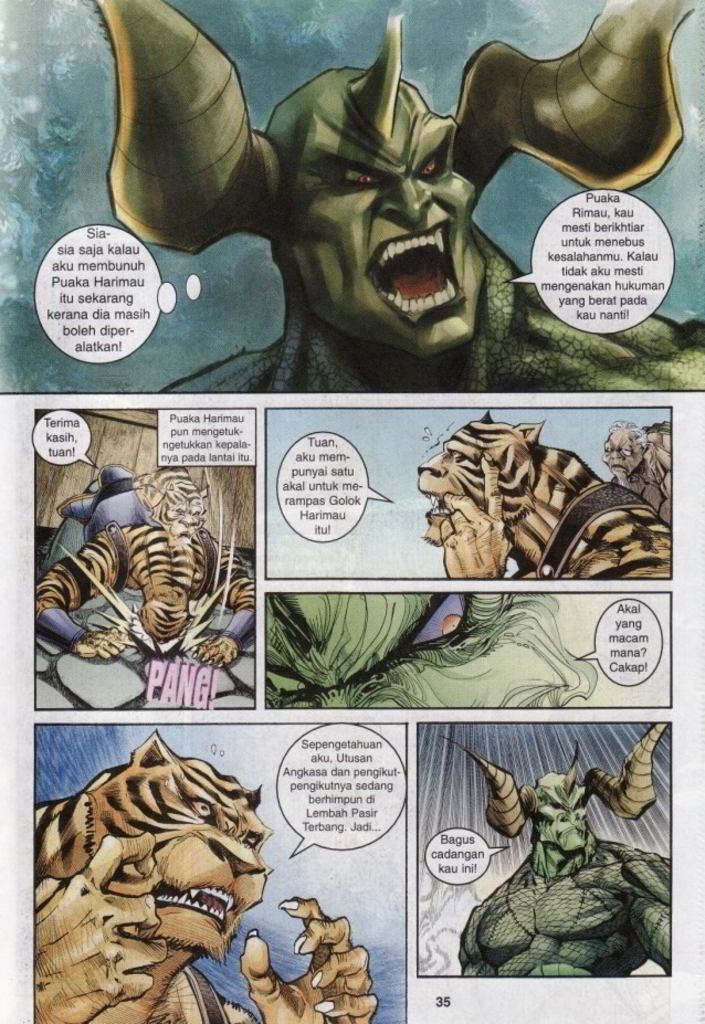 Sia-
sia saja kalau
aku membunuh
Puaka Harimau
itu sekarang
kerana dia masih
boleh diper-
alatkan!
Puaka
Rimau, kau
mesti berikhtiar
untuk menebus
kesalahanmu. Kalau
tidak aku mesti
mengenakan hukuman
yang berat pada
kau nanti!
Terima
kasih,
tuan!
Puaka Harimau
pun mengetuk-
ngetukkan kepala-
nya pada lantai itu.
PANG!
Tuan,
aku mem-
punyai satu
akal untuk me-
rampas Golok
Harimau
itu!
Akal
yang
macam
mana?
Cakap!
Sepengetahuan
aku, Utusan
Angkasa dan pengikut-
pengikutnya sedang
berhimpun di
Lembah Pasir
Terbang. Jadi...
Bagus
cadangan
kau ini!
35